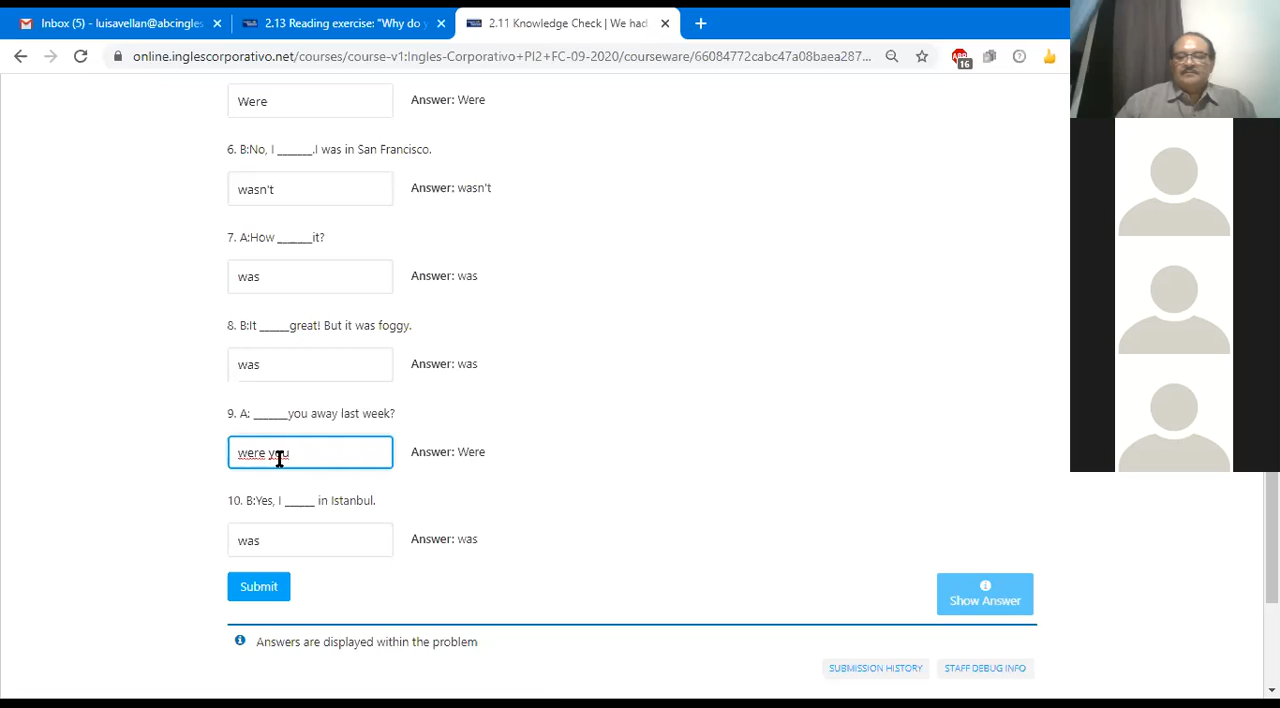 Inbox (5) - luisavellan@abcingles
2.13 Reading exercise: "Why do y
2.11 Knowledge Check | We had
online.inglescorporativo.net/courses/course-v1:Ingles-Corporativo+PI2+FC-09-2020/courseware/66084772cabc47a08baea287...
16
Were
Answer: Were
6. B:No, I ______.I was in San Francisco.
wasn't
Answer: wasn't
7. A:How ______it?
was
Answer: was
8. B:It _____great! But it was foggy.
was
Answer: was
9. A: ______you away last week?
were you
Answer: Were
10. B:Yes, I _____ in Istanbul.
was
Answer: was
Submit
Show Answer
Answers are displayed within the problem
SUBMISSION HISTORY
STAFF DEBUG INFO